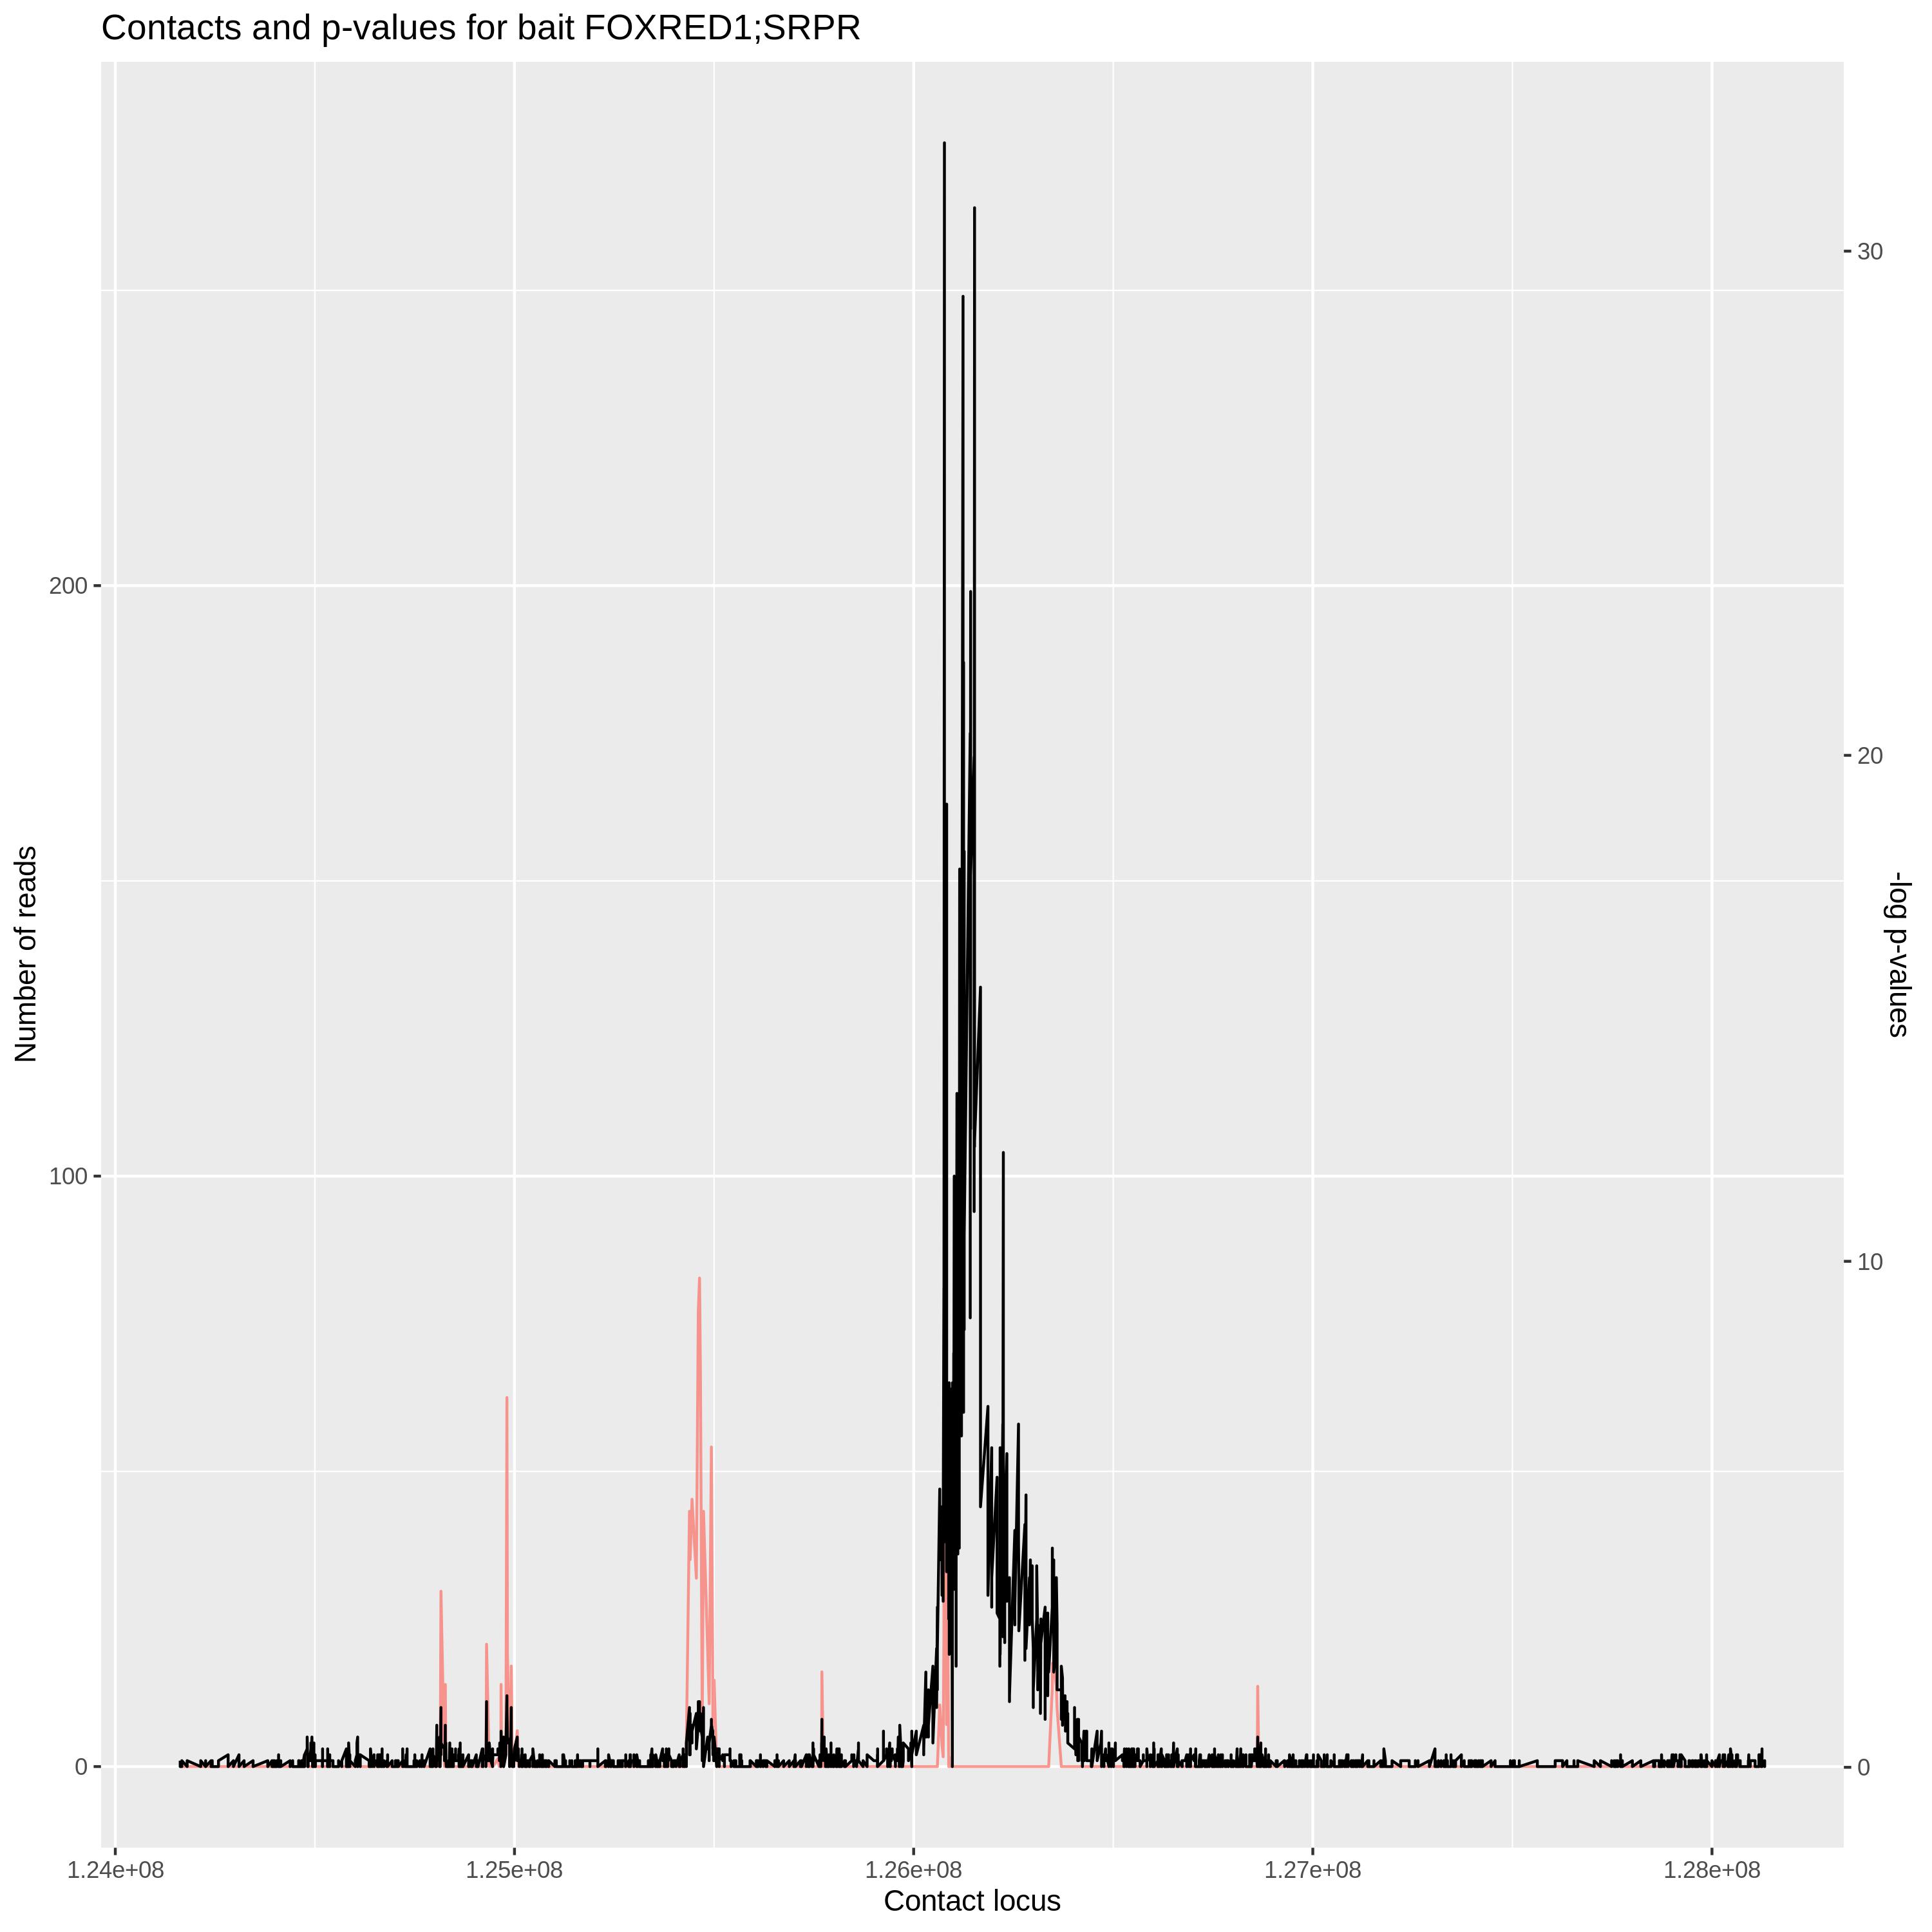 Contacts and p-values for bait FOXRED1;SRPR
30
200
20
Number of reads
-log p-values
100
10
0
0
1.24e+08
1.25e+08
1.26e+08
1.27e+08
1.28e+08
Contact locus